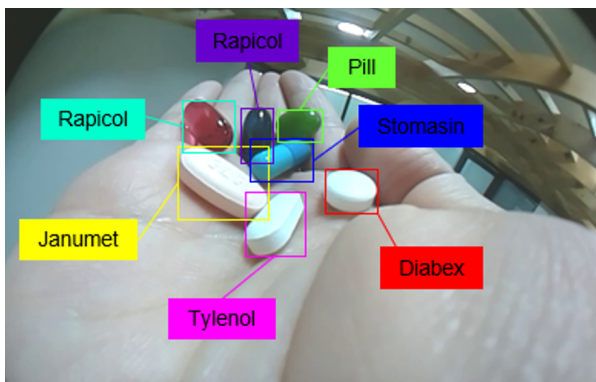 Rapicol
Pill
Rapicol
Stomasin
Janumet
Diabex
Tylenol